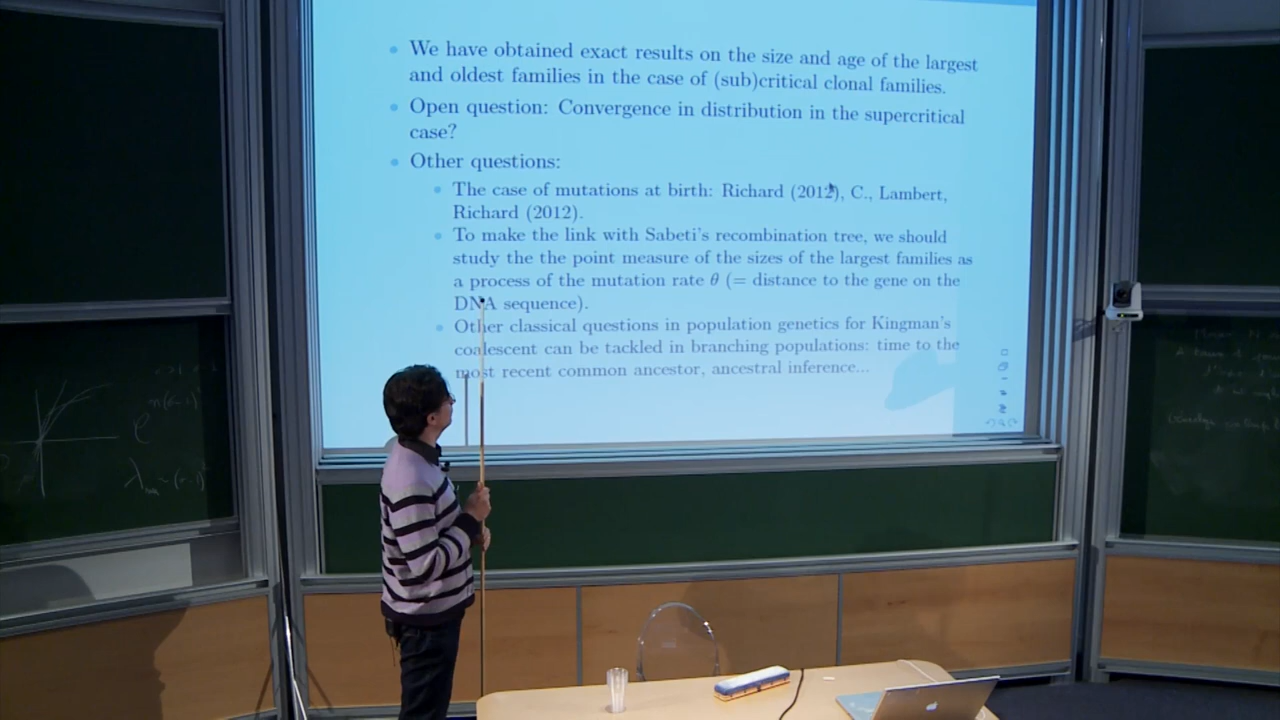 We have obtained exact results on the size and age of the largest
and oldest families in the case of (sub)critical clonal families.
Open question: Convergence in distribution in the supercritical
case?
Other questions:
The case of mutations at birth: Richard (2012), C., Lambert,
Richard (2012).
To make the link with Sabeti's recombination tree, we should
study the the point measure of the sizes of the largest families as
a process of the mutation rate θ (= distance to the gene on the
DNA sequence).
Other classical questions in population genetics for Kingman's
coalescent can be tackled in branching populations: time to the
most recent common ancestor, ancestral inference...